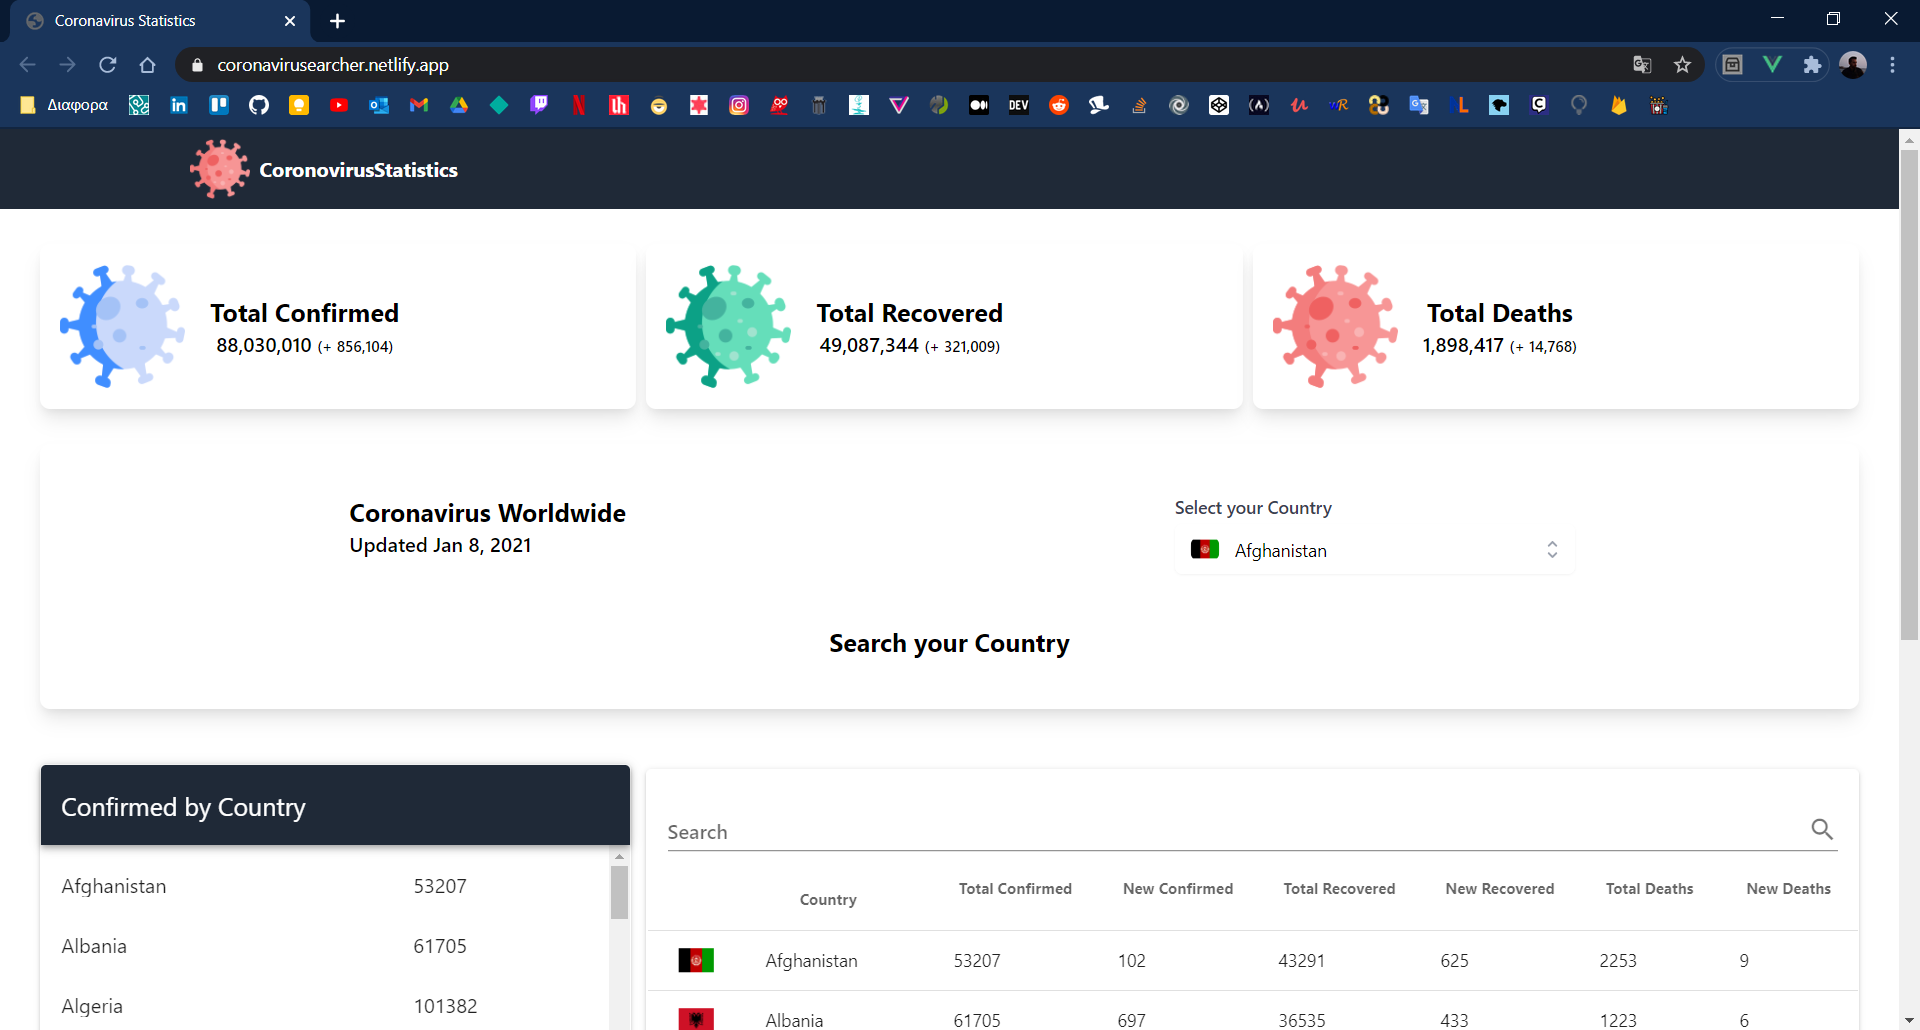 Coronavirus Statistics
coronavirusearcher.netlify.app
Διαφορα
DEV
CoronovirusStatistics
Total Confirmed
88,030,010 (+ 856,104)
Total Recovered
49,087,344 (+ 321,009)
Total Deaths
1,898,417 (+ 14,768)
Coronavirus Worldwide
Updated Jan 8, 2021
Select your Country
Afghanistan
Search your Country
Confirmed by Country
Afghanistan 53207
Albania 61705
Algeria 101382
Search
Country Total Confirmed New Confirmed Total Recovered New Recovered Total Deaths New Deaths
Afghanistan 53207 102 43291 625 2253 9
Albania 61705 697 36535 433 1223 6